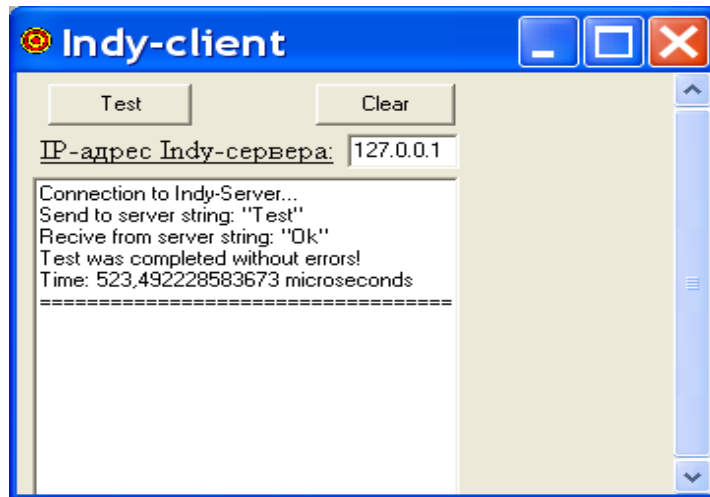 Indy-client
Test Clear
IP-адрес Indy-сервера: 127.0.0.1
Connection to Indy-Server...
Send to server string: "Test"
Recive from server string: "Ok"
Test was completed without errors!
Time: 523,492228583673 microseconds
===================================